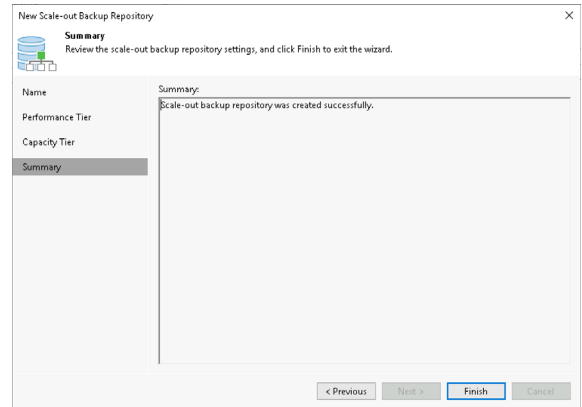 New Scale-out Backup Repository
Summary
Review the scale-out backup repository settings, and click Finish to exit the wizard.
Name
Performance Tier
Capacity Tier
Summary
Summary:
Scale-out backup repository was created successfully.
< Previous
Next >
Finish
Cancel